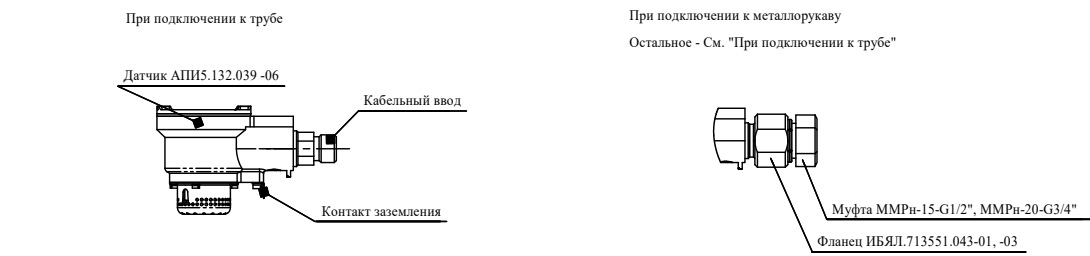 При подключении к трубе
Датчик АПИ5.132.039 -06
Кабельный ввод
Контакт заземления
При подключении к металлорукаву
Остальное - См. "При подключении к трубе"
Муфта ММРн-15-G1/2", ММРн-20-G3/4"
Фланец ИБЯЛ.713551.043-01, -03